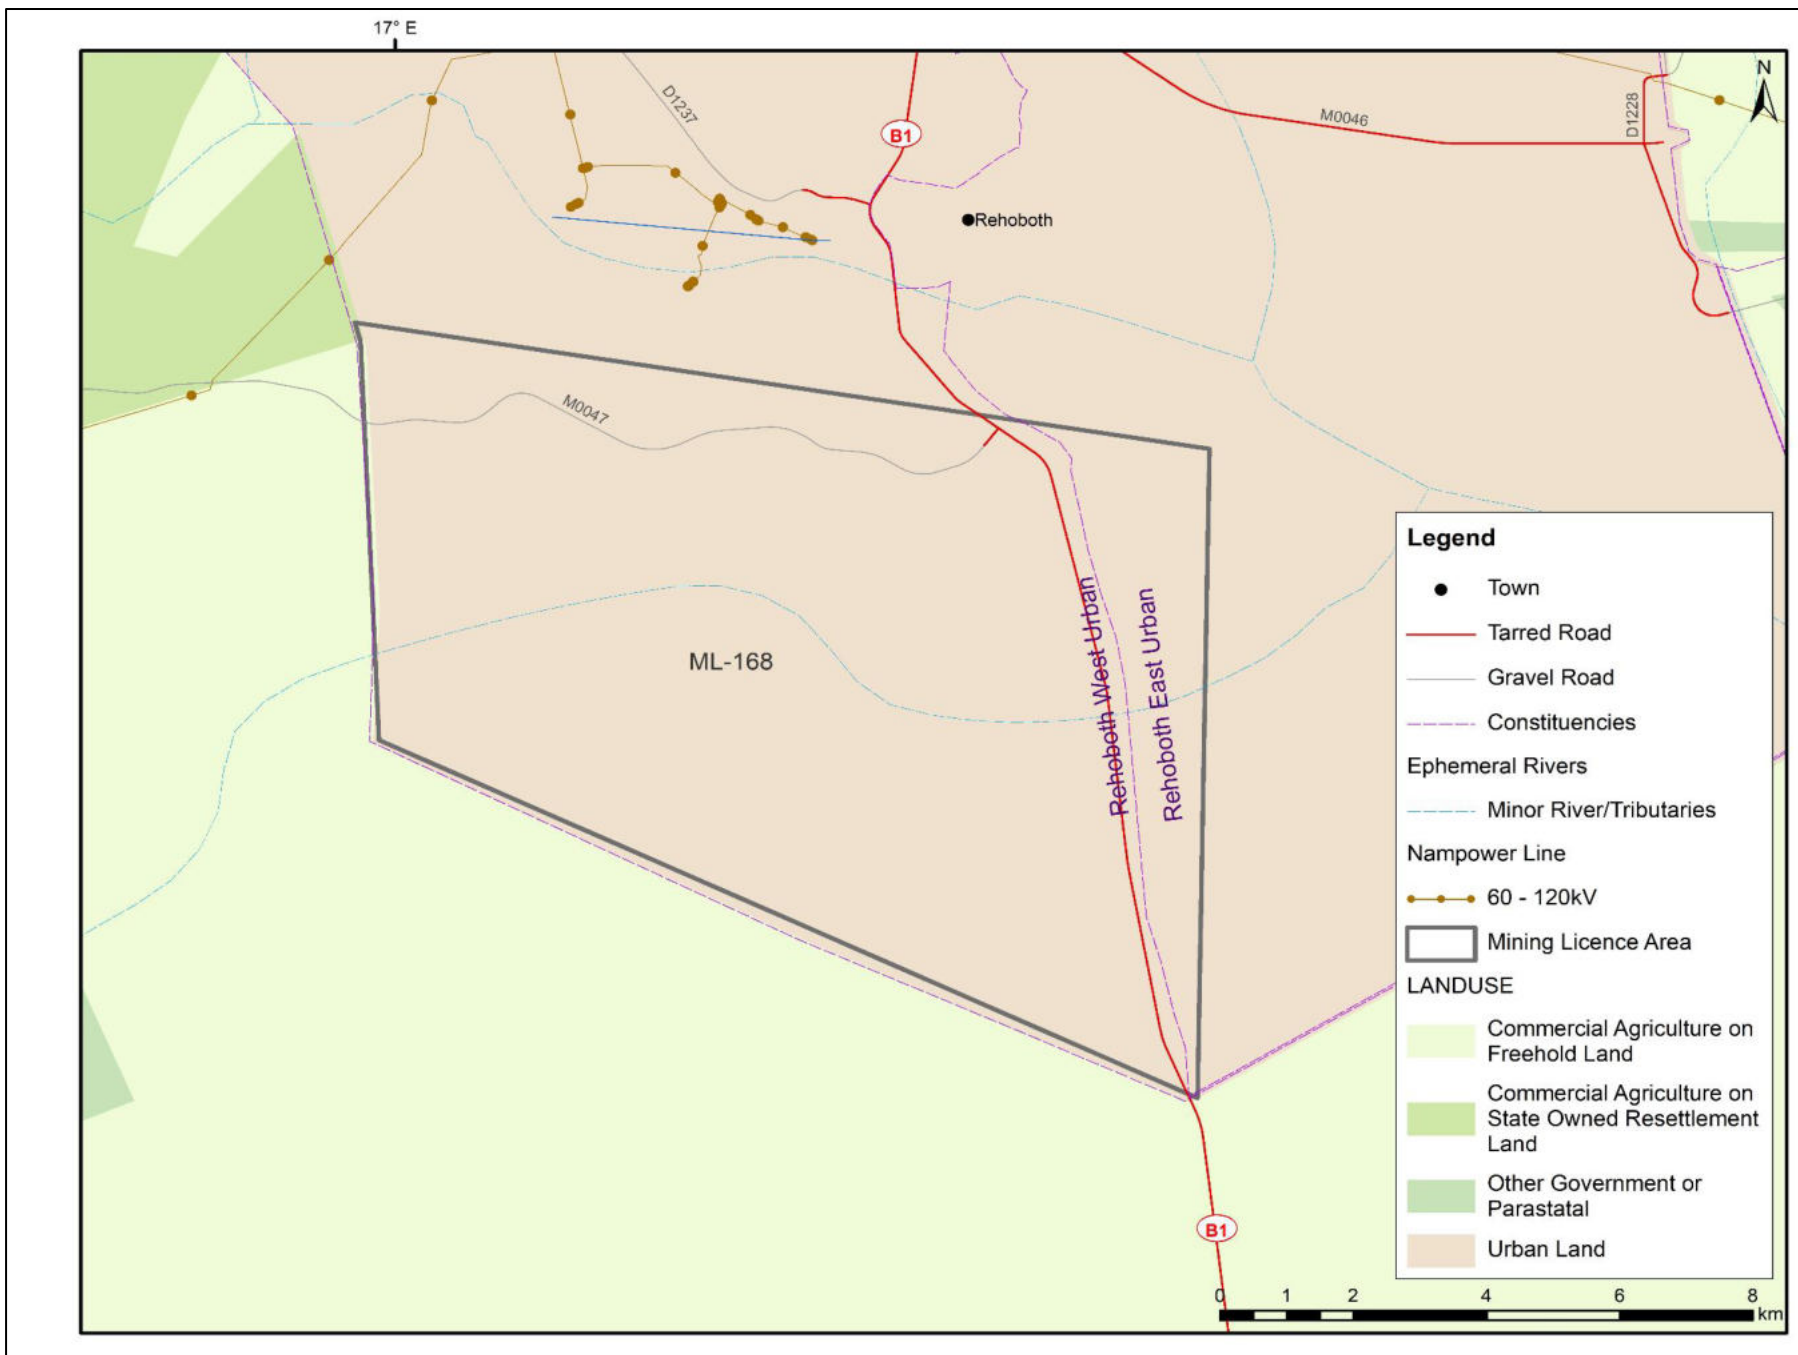 17° E
N
D1237
B1
M0046
D1228
Rehoboth
M0047
ML-168
Rehoboth West Urban
Rehoboth East Urban
B1
Legend
Town
Tarred Road
Gravel Road
Constituencies
Ephemeral Rivers
Minor River/Tributaries
Nampower Line
60 - 120kV
Mining Licence Area
LANDUSE
Commercial Agriculture on
Freehold Land
Commercial Agriculture on
State Owned Resettlement
Land
Other Government or
Parastatal
Urban Land
0 1 2 4 6 8
km